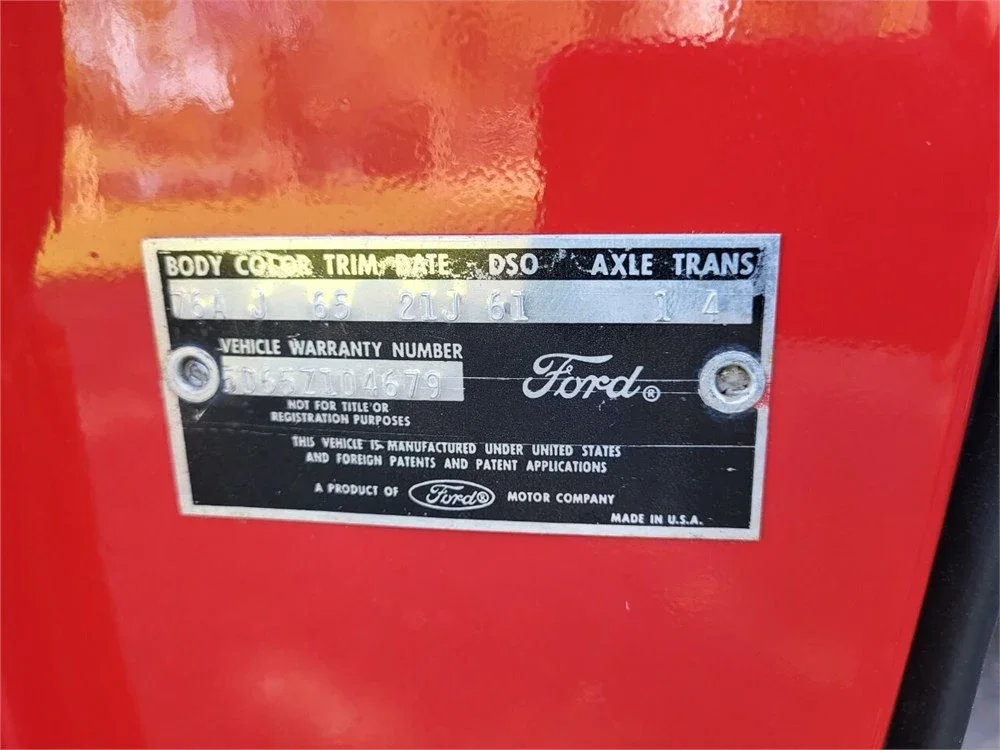 BODY COLOR TRIM DATE DSO AXLE TRANS
76A J 65 21J 61 1 4
VEHICLE WARRANTY NUMBER
5D65Z104679
NOT FOR TITLE OR
REGISTRATION PURPOSES
Ford®
THIS VEHICLE IS MANUFACTURED UNDER UNITED STATES
AND FOREIGN PATENTS AND PATENT APPLICATIONS
A PRODUCT OF Ford® MOTOR COMPANY
MADE IN U.S.A.